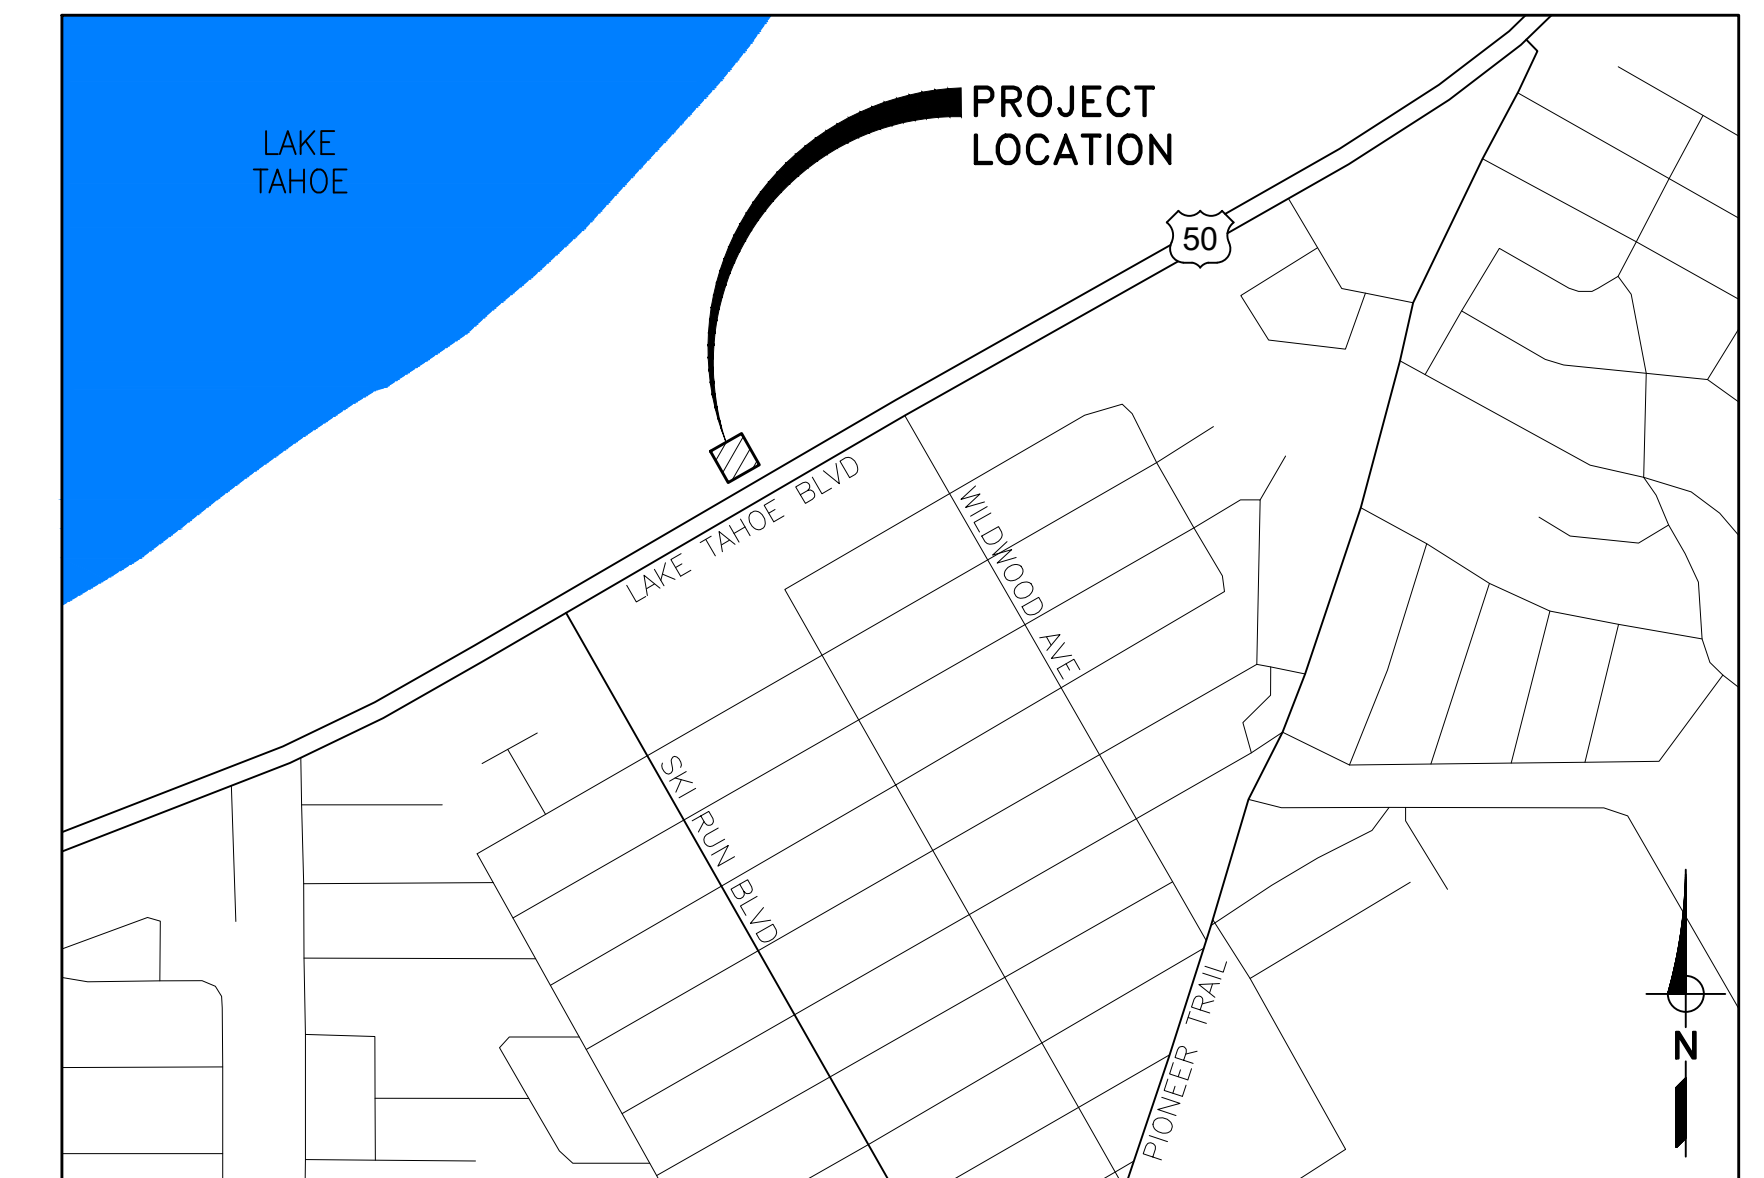 LAKE
TAHOE
PROJECT
LOCATION
50
LAKE TAHOE BLVD
WILDWOOD AVE
SKI RUN BLVD
PIONEER TRAIL
N